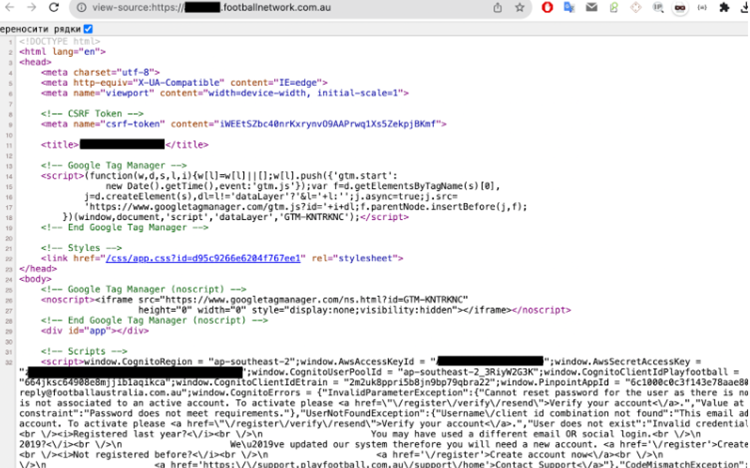 view-source:https://.footballnetwork.com.au
ереносити рядки
1 <!DOCTYPE html>
2 <html lang="en">
3 <head>
4 <meta charset="utf-8">
5 <meta http-equiv="X-UA-Compatible" content="IE=edge">
6 <meta name="viewport" content="width=device-width, initial-scale=1">
7
8 <!-- CSRF Token -->
9 <meta name="csrf-token" content="iWEEtSZbc40nrKxrynvO9AAPrwq1Xs5ZekpjBKmf">
10
11 <title></title>
12
13 <!-- Google Tag Manager -->
14 <script>(function(w,d,s,l,i){w[l]=w[l]||[];w[l].push({'gtm.start':
15 new Date().getTime(),event:'gtm.js'});var f=d.getElementsByTagName(s)[0],
16 j=d.createElement(s),dl=l!='dataLayer'?'&l='+l:'';j.async=true;j.src=
17 'https://www.googletagmanager.com/gtm.js?id='+i+dl;f.parentNode.insertBefore(j,f);
18 })(window,document,'script','dataLayer','GTM-KNTRKNC');</script>
19 <!-- End Google Tag Manager -->
20
21 <!-- Styles -->
22 <link href="/css/app.css?id=d95c9266e6204f767ee1" rel="stylesheet">
23 </head>
24 <body>
25 <!-- Google Tag Manager (noscript) -->
26 <noscript><iframe src="https://www.googletagmanager.com/ns.html?id=GTM-KNTRKNC"
27 height="0" width="0" style="display:none;visibility:hidden"></iframe></noscript>
28 <!-- End Google Tag Manager (noscript) -->
29 <div id="app"></div>
30
31 <!-- Scripts -->
32 <script>window.CognitoRegion = "ap-southeast-2";window.AwsAccessKeyId = "";window.AwsSecretAccessKey =
";window.CognitoUserPoolId = "ap-southeast-2_3RiyW2G3K";window.CognitoClientIdPlayfootball =
"664jksc64908e8mjjib1aqikca";window.CognitoClientIdEtrain = "2m2uk8ppri5b8jn9bp79qbra22";window.PinpointAppId = "6c1000c0c3f143e78aae80
reply@footballaustralia.com.au";window.CognitoErrors = {"InvalidParameterException":{"Cannot reset password for the user as there is no
is not associated to an active account. To activate please <a href=\"\/register\/verify\/resend\">Verify your account<\/a>.","Value at
constraint":"Password does not meet requirements."},"UserNotFoundException":{"Username\/client id combination not found":"This email ad
account. To activate please <a href=\"\/register\/verify\/resend\">Verify your account<\/a>.","User does not exist":"Invalid credential
<br \/><i>Registered last year?<\/i><br \/>\n You may have used a different email OR social login.<br \/>\n
2019?<\/i><br \/>\n We\u2019ve updated our system therefore you will need a new account. <a href='\/register'>Create
<br \/><i>Not registered before?<\/i><br \/>\n <a href='\/register'>Create account now<\/a><br \/>\n
\/>\n <a href='https:\/\/support.playfootball.com.au\/support\/home'>Contact Support<\/a>"},"CodeMismatchException":{